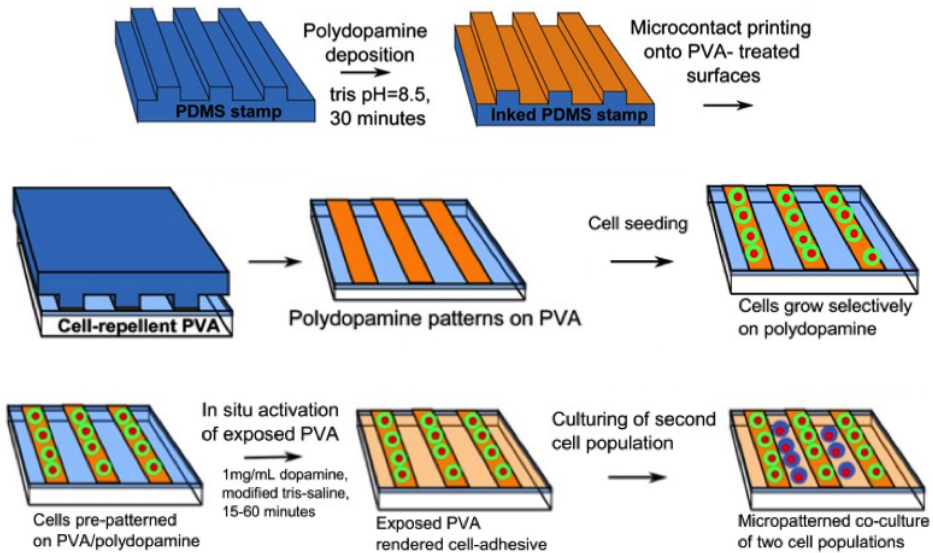 Polydopamine
deposition
tris pH=8.5,
30 minutes
PDMS stamp
Inked PDMS stamp
Microcontact printing
onto PVA- treated
surfaces
Cell-repellent PVA
Polydopamine patterns on PVA
Cell seeding
Cells grow selectively
on polydopamine
Cells pre-patterned
on PVA/polydopamine
In situ activation
of exposed PVA
1mg/mL dopamine,
modified tris-saline,
15-60 minutes
Exposed PVA
rendered cell-adhesive
Culturing of second
cell population
Micropatterned co-culture
of two cell populations